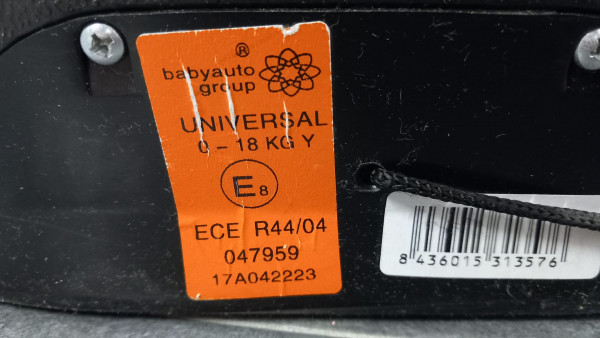 ®
babyauto
group
UNIVERSAL
0 - 18 KG Y
E8
ECE R44/04
047959
17A042223
8 436015 313576